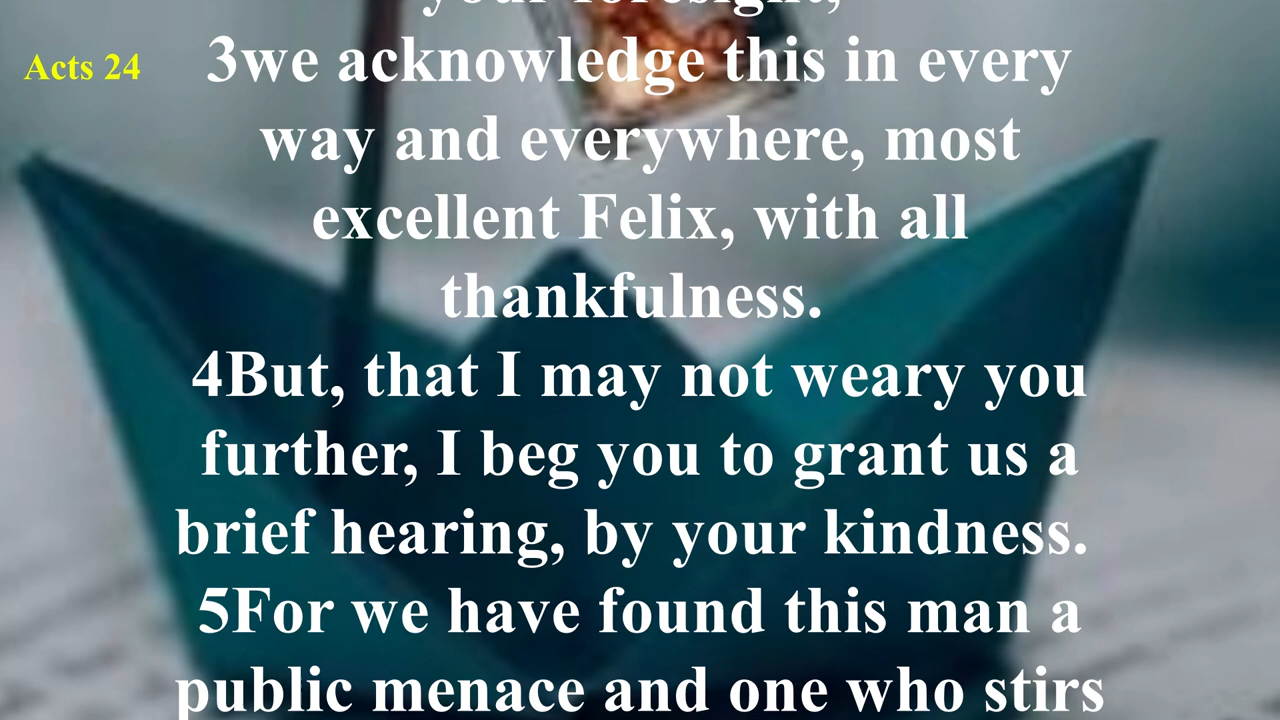 your foresight,
Acts 24
3we acknowledge this in every
way and everywhere, most
excellent Felix, with all
thankfulness.
4But, that I may not weary you
further, I beg you to grant us a
brief hearing, by your kindness.
5For we have found this man a
public menace and one who stirs